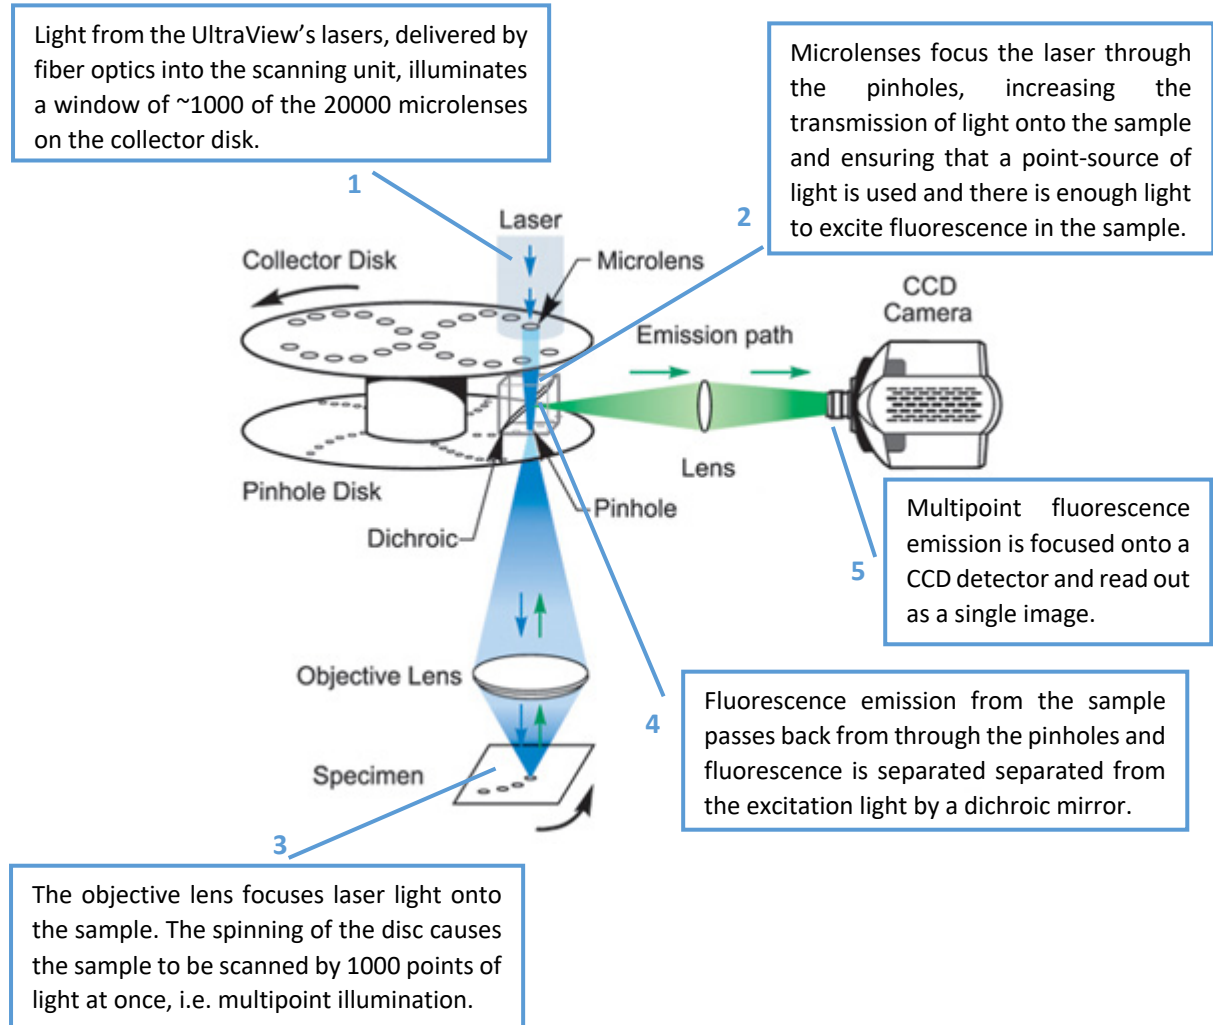 Light from the UltraView’s lasers, delivered by
fiber optics into the scanning unit, illuminates
a window of ~1000 of the 20000 microlenses
on the collector disk.
1
Microlenses focus the laser through
the pinholes, increasing the
transmission of light onto the sample
and ensuring that a point-source of
light is used and there is enough light
to excite fluorescence in the sample.
2
Laser
Collector Disk
Microlens
CCD
Camera
Emission path
Lens
Pinhole Disk
Pinhole
Dichroic
Multipoint fluorescence
emission is focused onto a
CCD detector and read out
as a single image.
5
Objective Lens
Fluorescence emission from the sample
passes back from through the pinholes and
fluorescence is separated separated from
the excitation light by a dichroic mirror.
4
Specimen
3
The objective lens focuses laser light onto
the sample. The spinning of the disc causes
the sample to be scanned by 1000 points of
light at once, i.e. multipoint illumination.